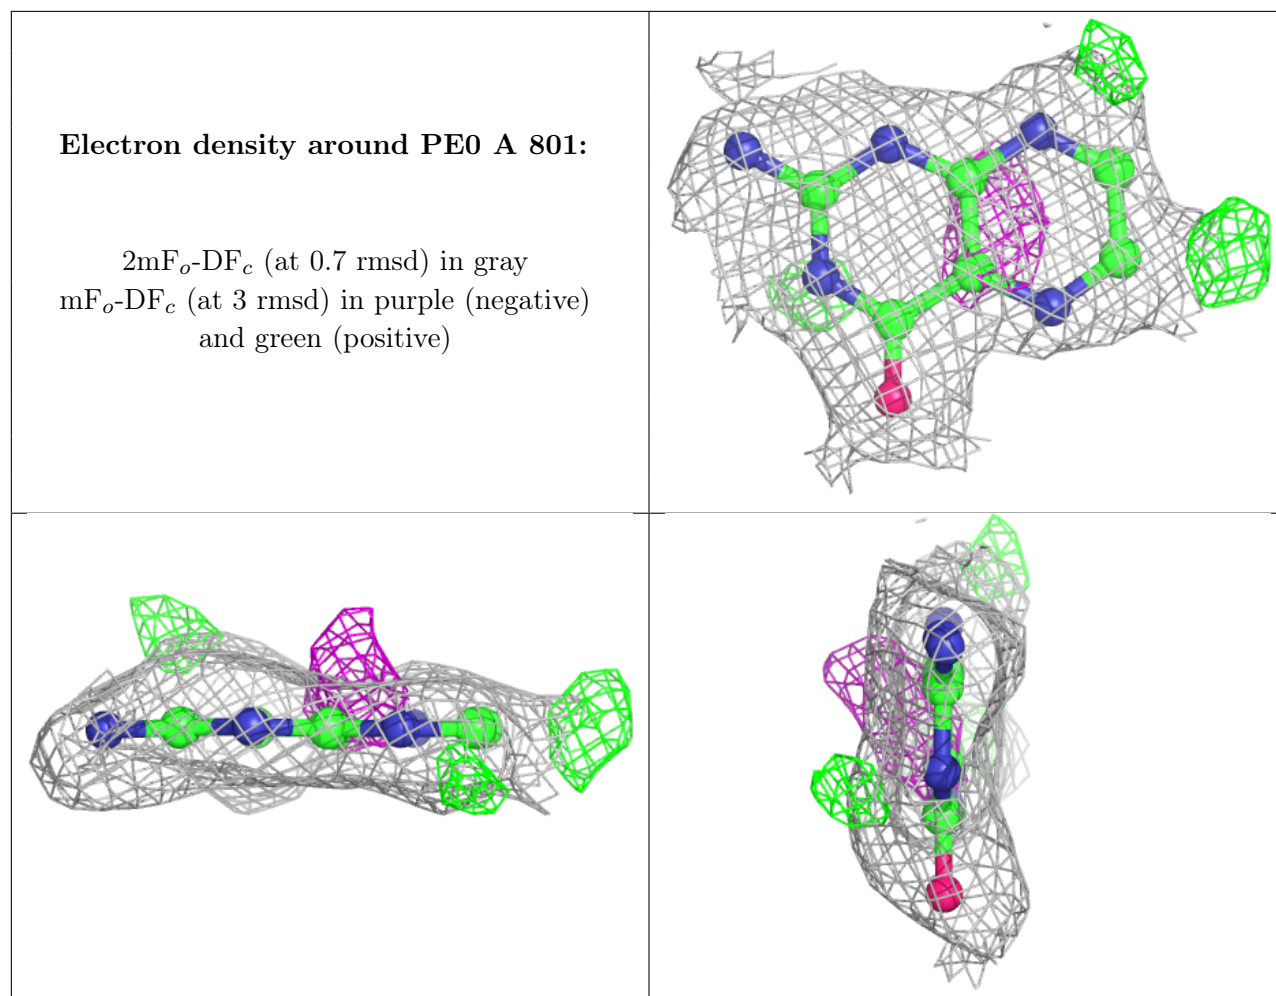 Electron density around PE0 A 801:
2mFo-DFc (at 0.7 rmsd) in gray
mFo-DFc (at 3 rmsd) in purple (negative)
and green (positive)